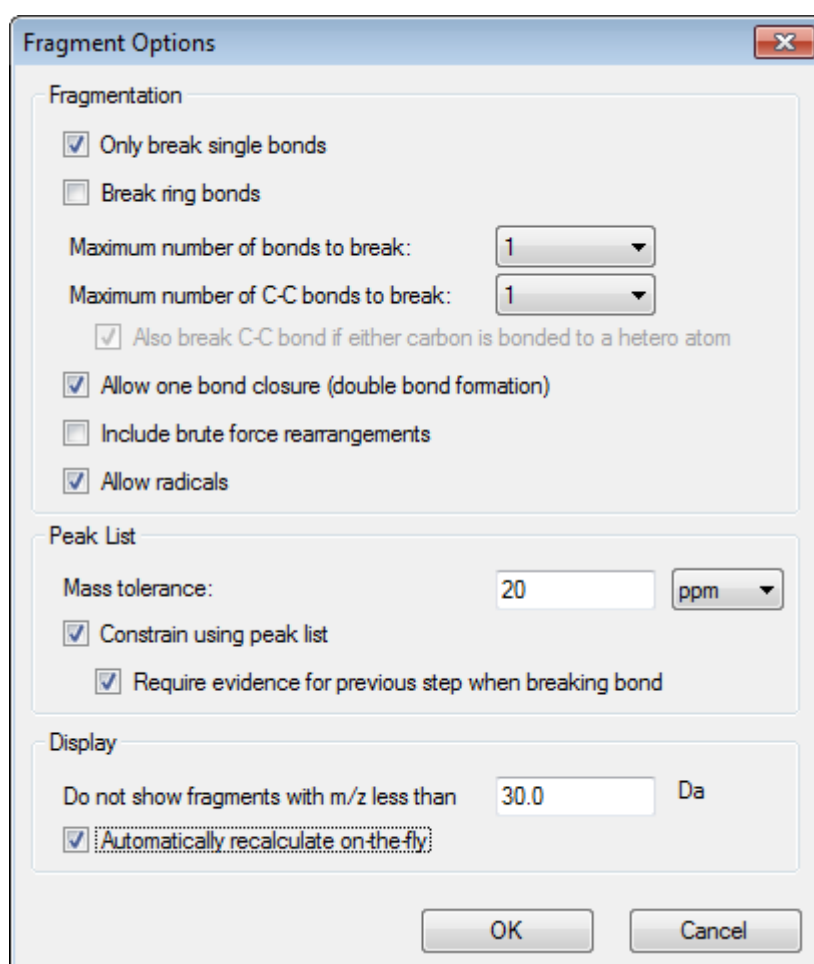 Fragment Options
Fragmentation
Only break single bonds
Break ring bonds
Maximum number of bonds to break: 1
Maximum number of C-C bonds to break: 1
Also break C-C bond if either carbon is bonded to a hetero atom
Allow one bond closure (double bond formation)
Include brute force rearrangements
Allow radicals
Peak List
Mass tolerance: 20 ppm
Constrain using peak list
Require evidence for previous step when breaking bond
Display
Do not show fragments with m/z less than 30.0 Da
Automatically recalculate on-the-fly
OK Cancel